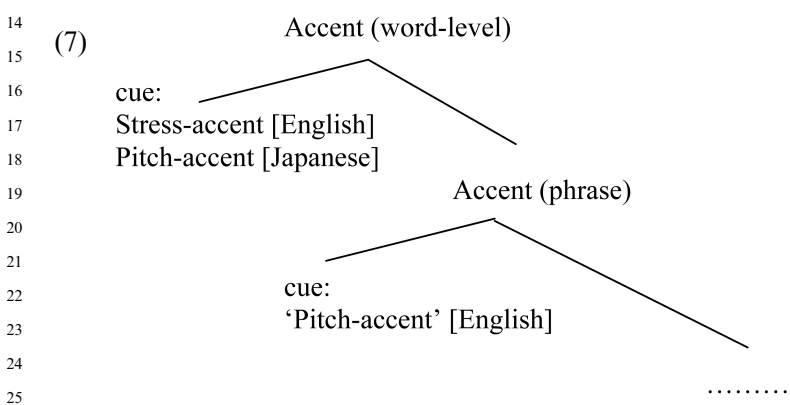 14
(7) Accent (word-level)
15
16 cue:
17 Stress-accent [English]
18 Pitch-accent [Japanese]
19 Accent (phrase)
20
21
22 cue:
23 ‘Pitch-accent’ [English]
24
25 .........